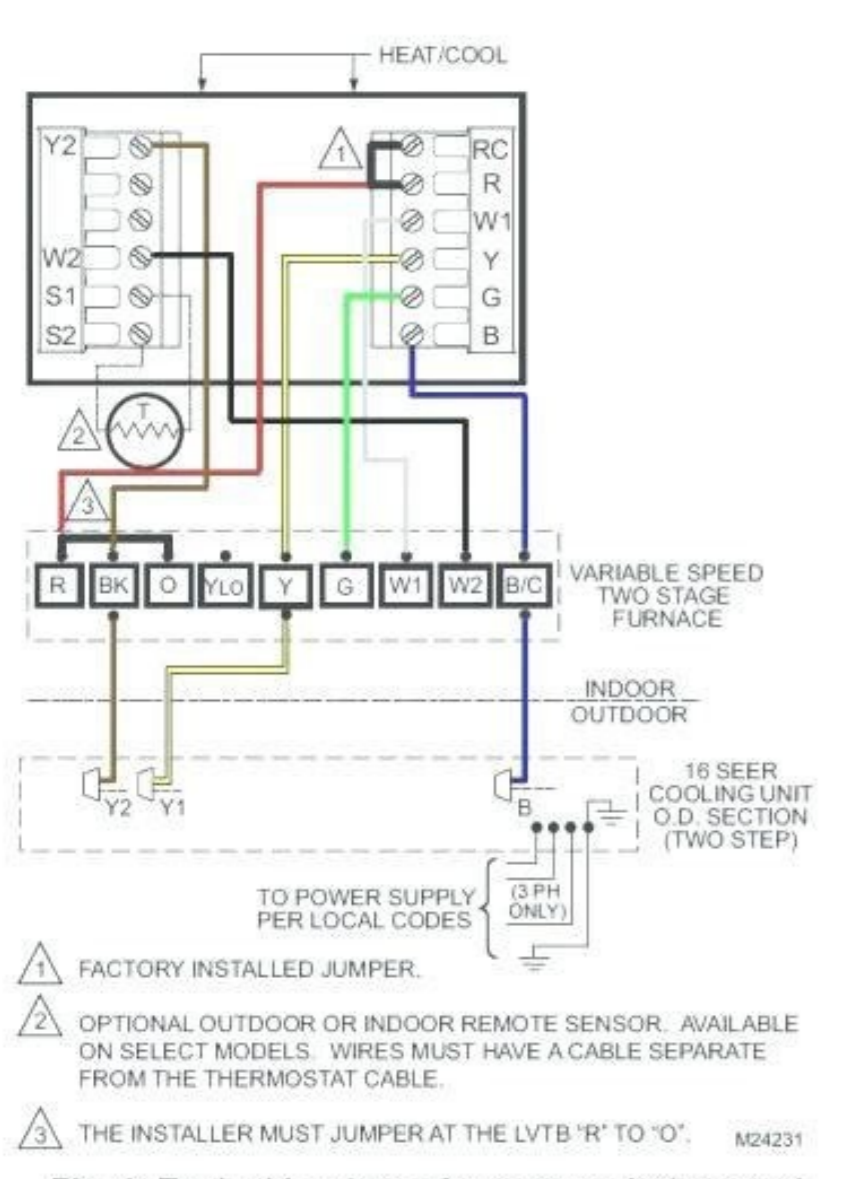 HEAT/COOL
Y2
W2
S1
S2
1
RC
R
W1
Y
G
B
T
2
3
R BK O YLO Y G W1 W2 B/C
VARIABLE SPEED
TWO STAGE
FURNACE
INDOOR
OUTDOOR
Y2 Y1 B
16 SEER
COOLING UNIT
O.D. SECTION
(TWO STEP)
TO POWER SUPPLY
PER LOCAL CODES
(3 PH
ONLY)
1 FACTORY INSTALLED JUMPER.
2 OPTIONAL OUTDOOR OR INDOOR REMOTE SENSOR. AVAILABLE
ON SELECT MODELS. WIRES MUST HAVE A CABLE SEPARATE
FROM THE THERMOSTAT CABLE.
3 THE INSTALLER MUST JUMPER AT THE LVTB "R" TO "O".
M24231